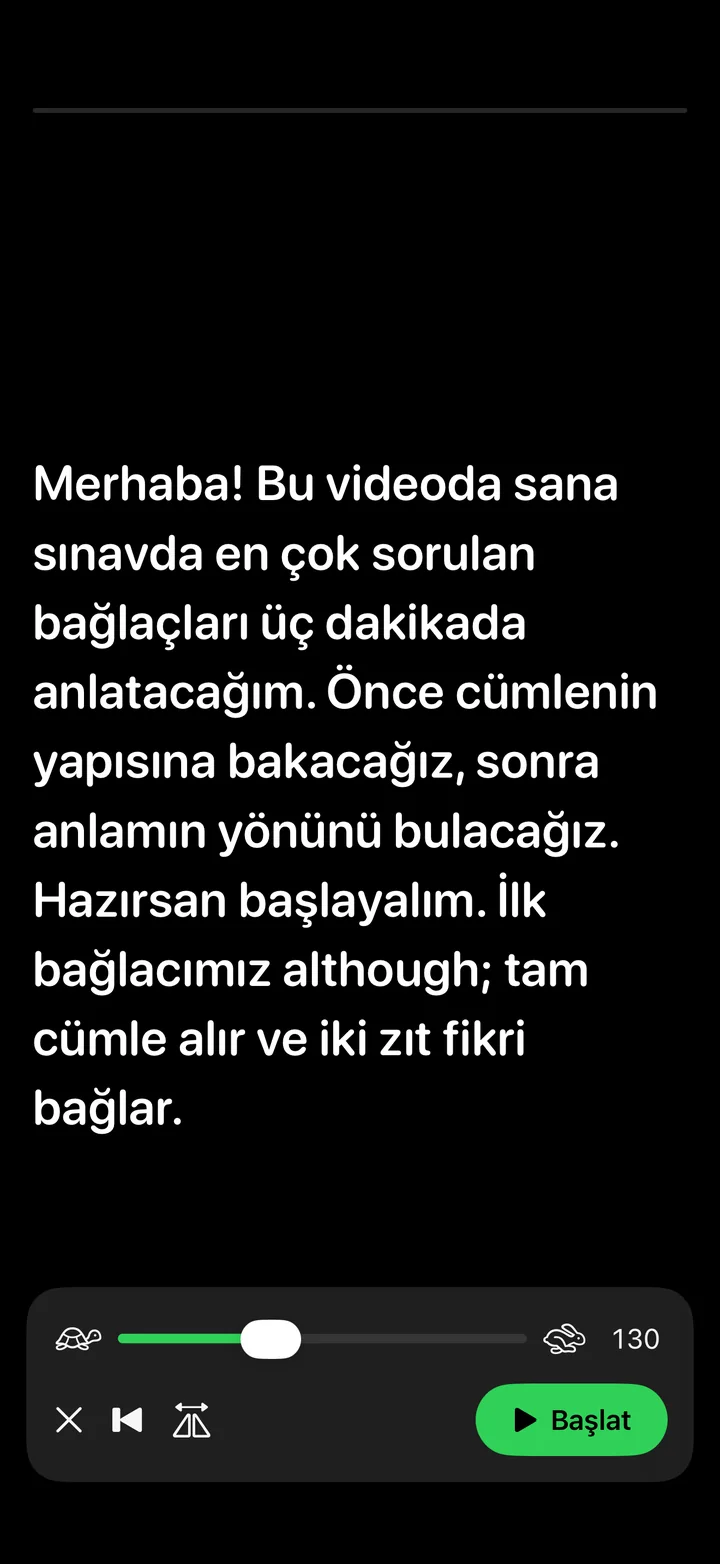 Merhaba! Bu videoda sana
sınavda en çok sorulan
bağlaçları üç dakikada
anlatacağım. Önce cümlenin
yapısına bakacağız, sonra
anlamın yönünü bulacağız.
Hazırsan başlayalım. İlk
bağlacımız although; tam
cümle alır ve iki zıt fikri
bağlar.
130
Başlat